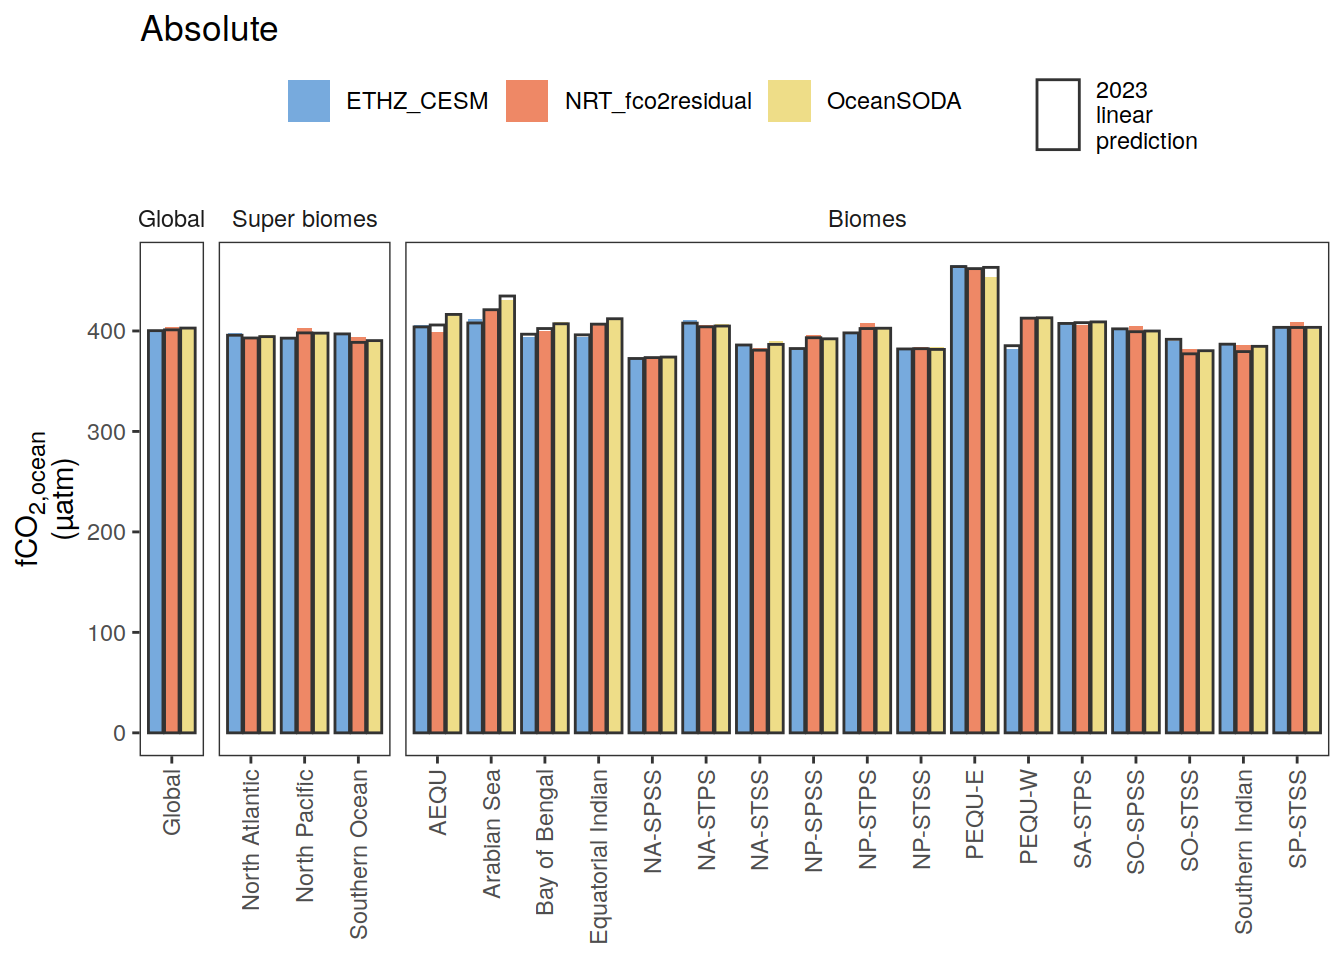 Absolute
ETHZ_CESM
NRT_fco2residual
OceanSODA
2023
linear
prediction
Global
Super biomes
Biomes
fCO2,ocean
(µatm)
400
300
200
100
0
Global
North Atlantic
North Pacific
Southern Ocean
AEQU
Arabian Sea
Bay of Bengal
Equatorial Indian
NA-SPSS
NA-STPS
NA-STSS
NP-SPSS
NP-STPS
NP-STSS
PEQU-E
PEQU-W
SA-STPS
SO-SPSS
SO-STSS
Southern Indian
SP-STSS